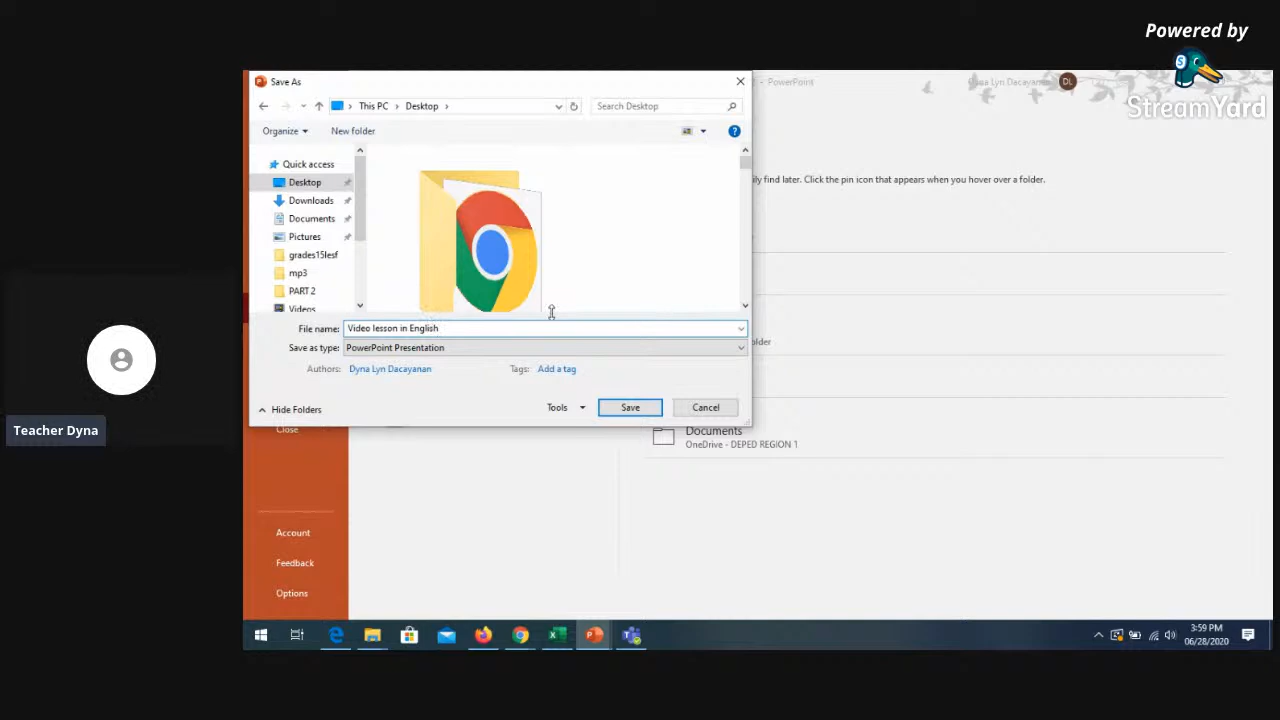 Powered by
StreamYard
Save As
- PowerPoint
DL
This PC
Desktop
Search Desktop
Organize
New folder
Quick access
Desktop
Downloads
Documents
Pictures
grades15lesf
mp3
PART 2
Videos
ily find later. Click the pin icon that appears when you hover over a folder.
File name: Video lesson in English
older
Save as type: PowerPoint Presentation
Authors: Dyna Lyn Dacayanan
Tags: Add a tag
Hide Folders
Tools
Save
Cancel
Close
Documents
OneDrive - DEPED REGION 1
Teacher Dyna
Account
Feedback
Options
3:59 PM
06/28/2020